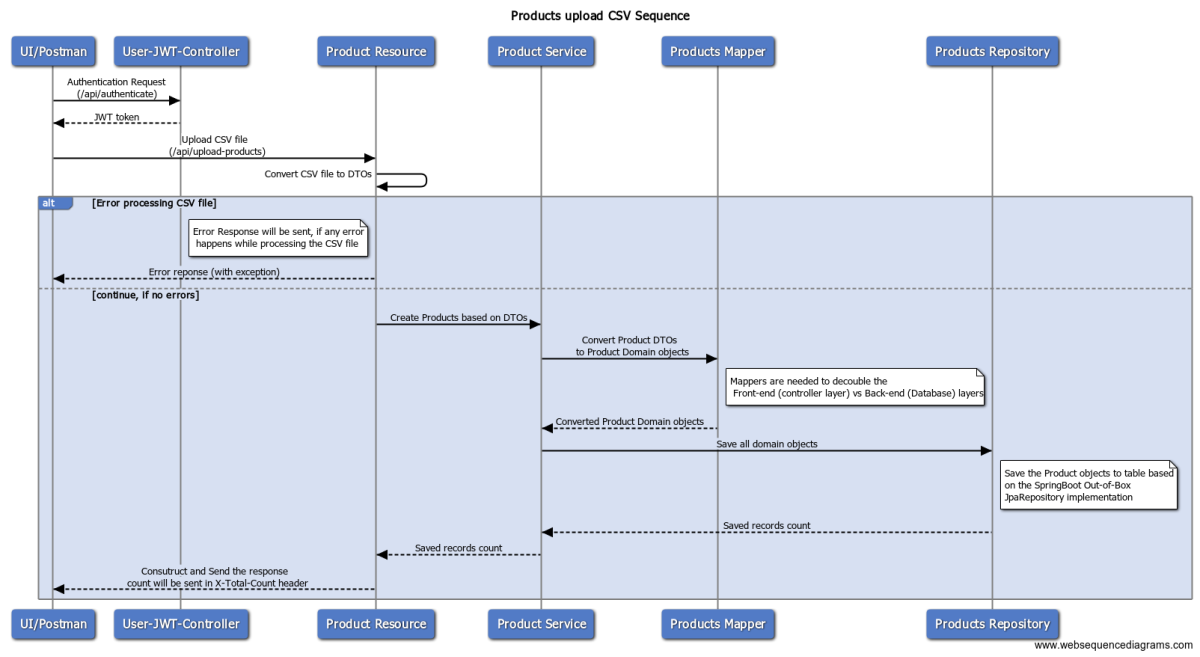 Products upload CSV Sequence
UI/Postman
User-JWT-Controller
Product Resource
Product Service
Products Mapper
Products Repository
Authentication Request
(/api/authenticate)
JWT token
Upload CSV file
(/api/upload-products)
Convert CSV file to DTOs
alt
[Error processing CSV file]
Error Response will be sent, if any error
happens while processing the CSV file
Error reponse (with exception)
[continue, if no errors]
Create Products based on DTOs
Convert Product DTOs
to Product Domain objects
Mappers are needed to decouble the
Front-end (controller layer) vs Back-end (Database) layers
Converted Product Domain objects
Save all domain objects
Save the Product objects to table based
on the SpringBoot Out-of-Box
JpaRepository implementation
Saved records count
Saved records count
Consutruct and Send the response
count will be sent in X-Total-Count header
UI/Postman
User-JWT-Controller
Product Resource
Product Service
Products Mapper
Products Repository
www.websequencediagrams.com